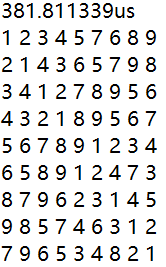 381.811339us
1 2 3 4 5 7 6 8 9
2 1 4 3 6 5 7 9 8
3 4 1 2 7 8 9 5 6
4 3 2 1 8 9 5 6 7
5 6 7 8 9 1 2 3 4
6 5 8 9 1 2 4 7 3
8 7 9 6 2 3 1 4 5
9 8 5 7 4 6 3 1 2
7 9 6 5 3 4 8 2 1